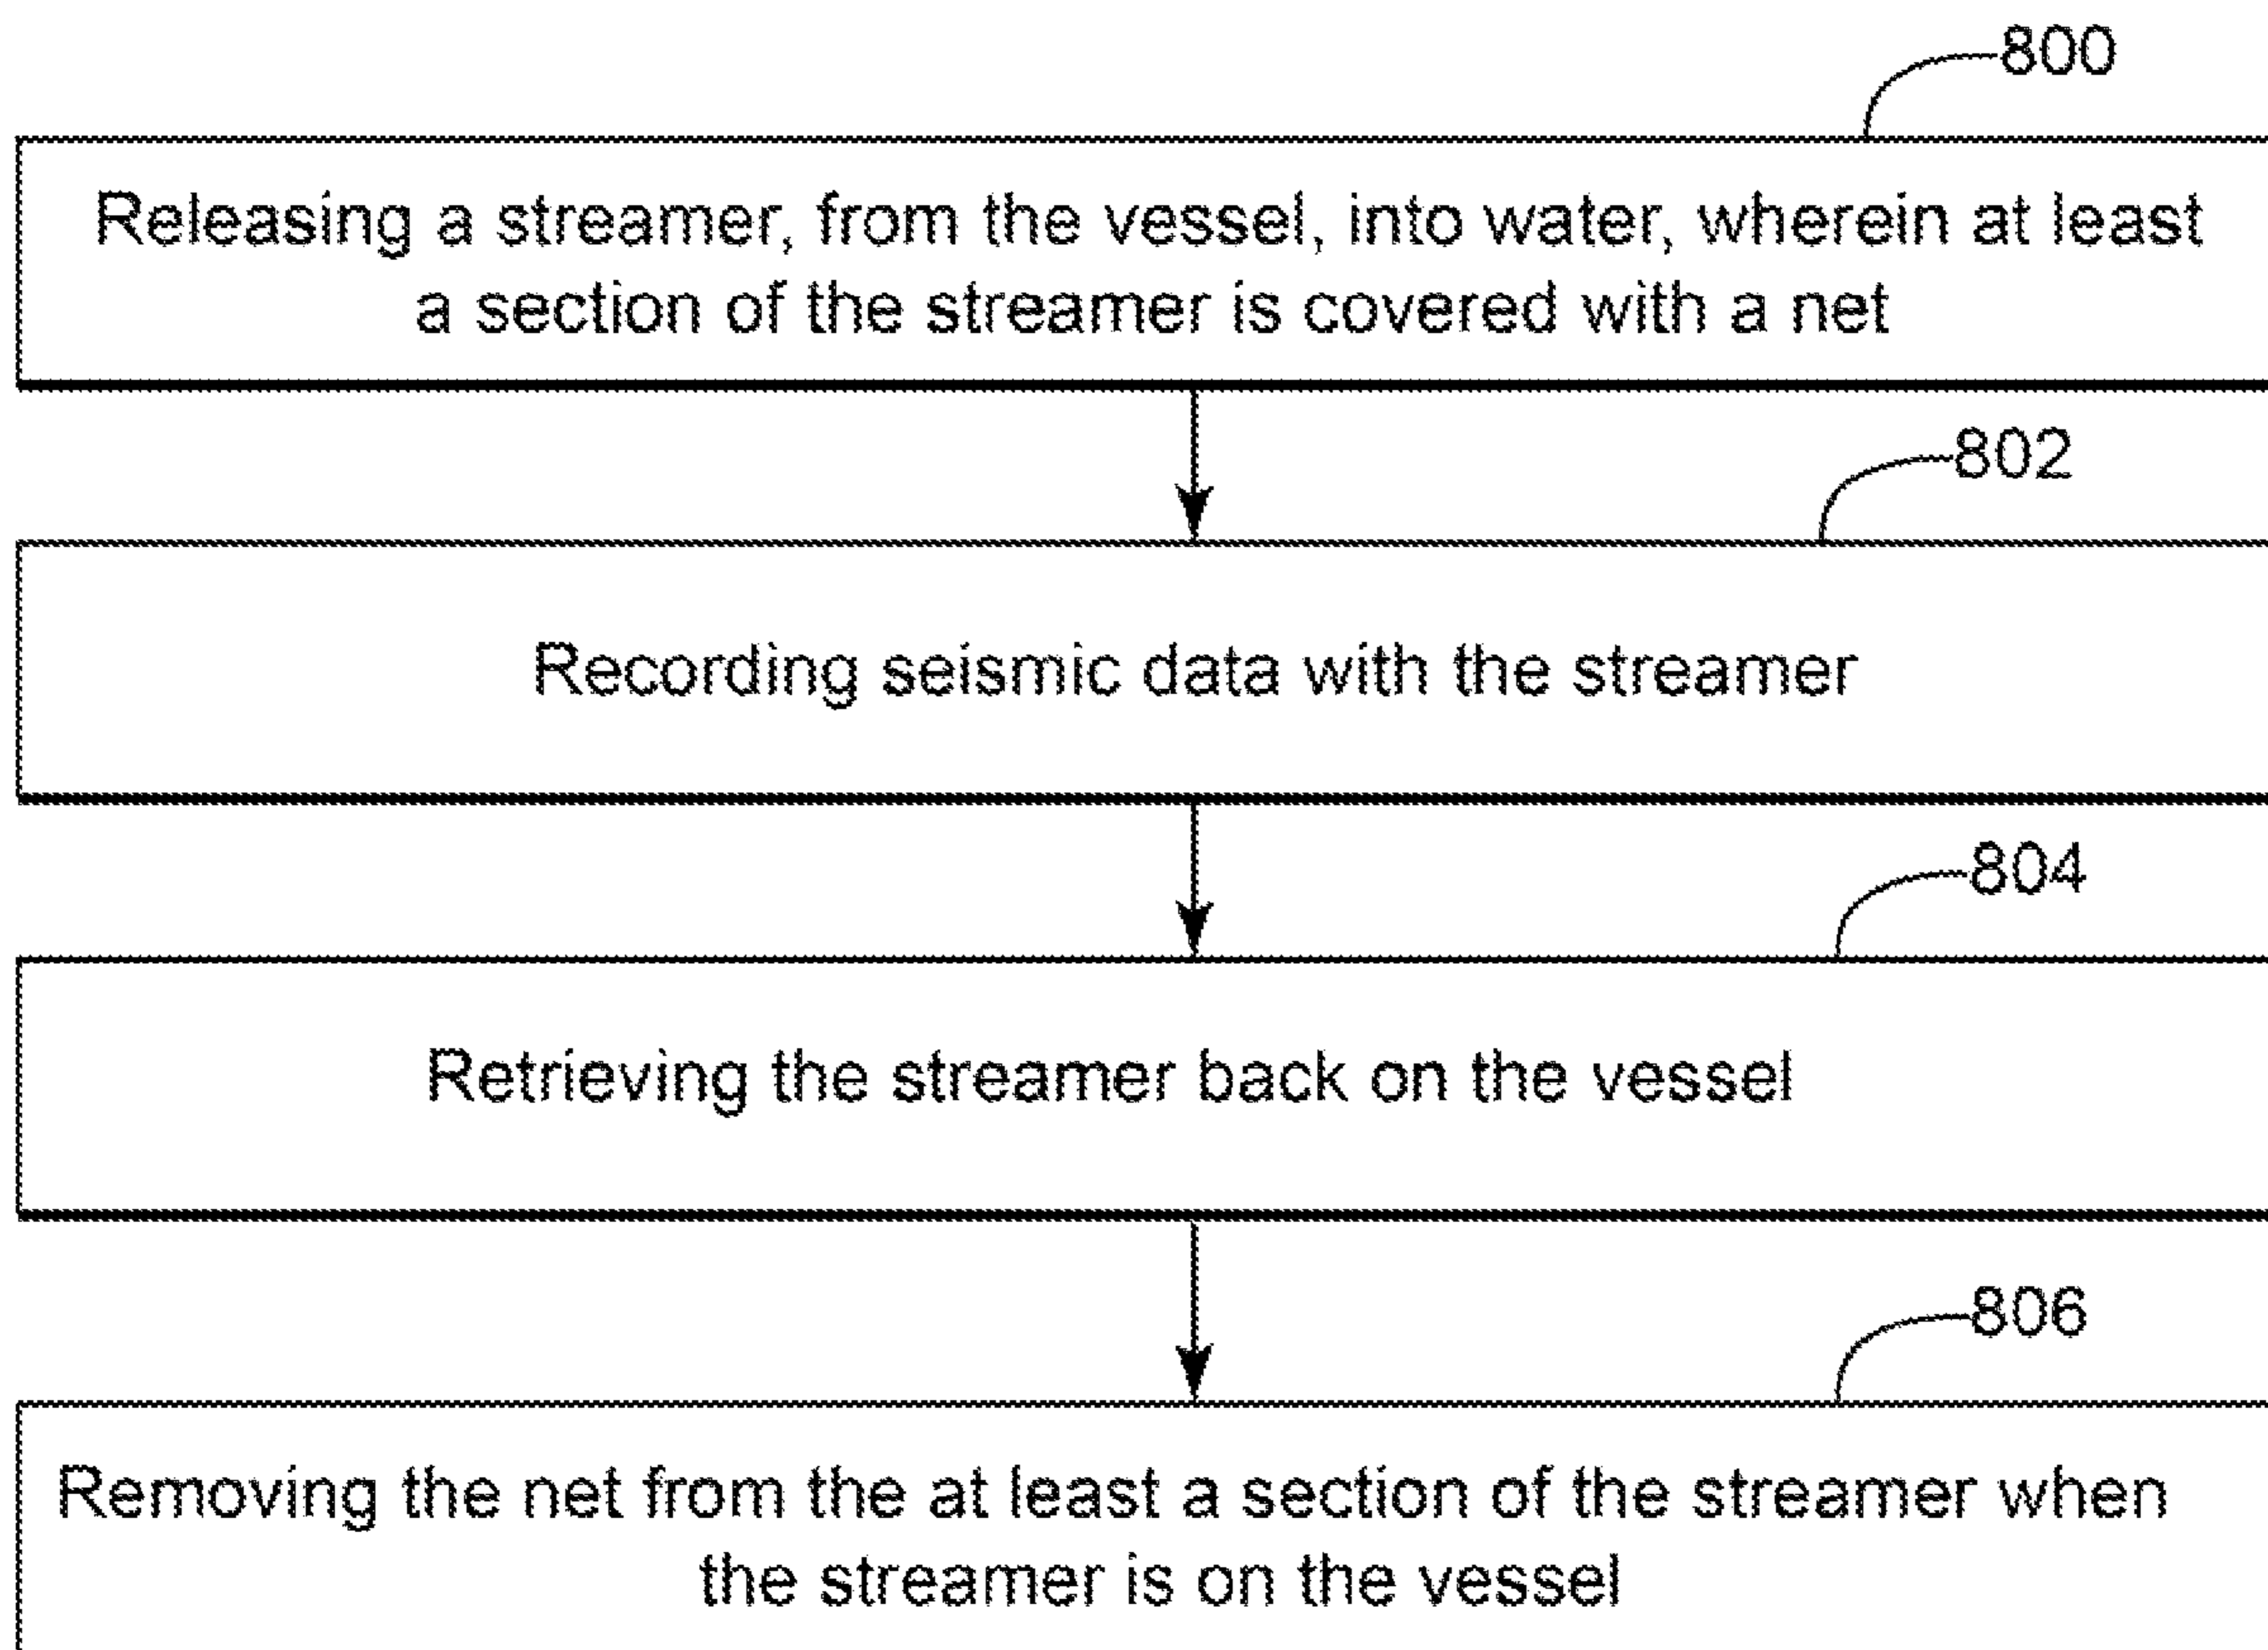 800
Releasing a streamer, from the vessel, into water, wherein at least
a section of the streamer is covered with a net
802
Recording seismic data with the streamer
804
Retrieving the streamer back on the vessel
806
Removing the net from the at least a section of the streamer when
the streamer is on the vessel